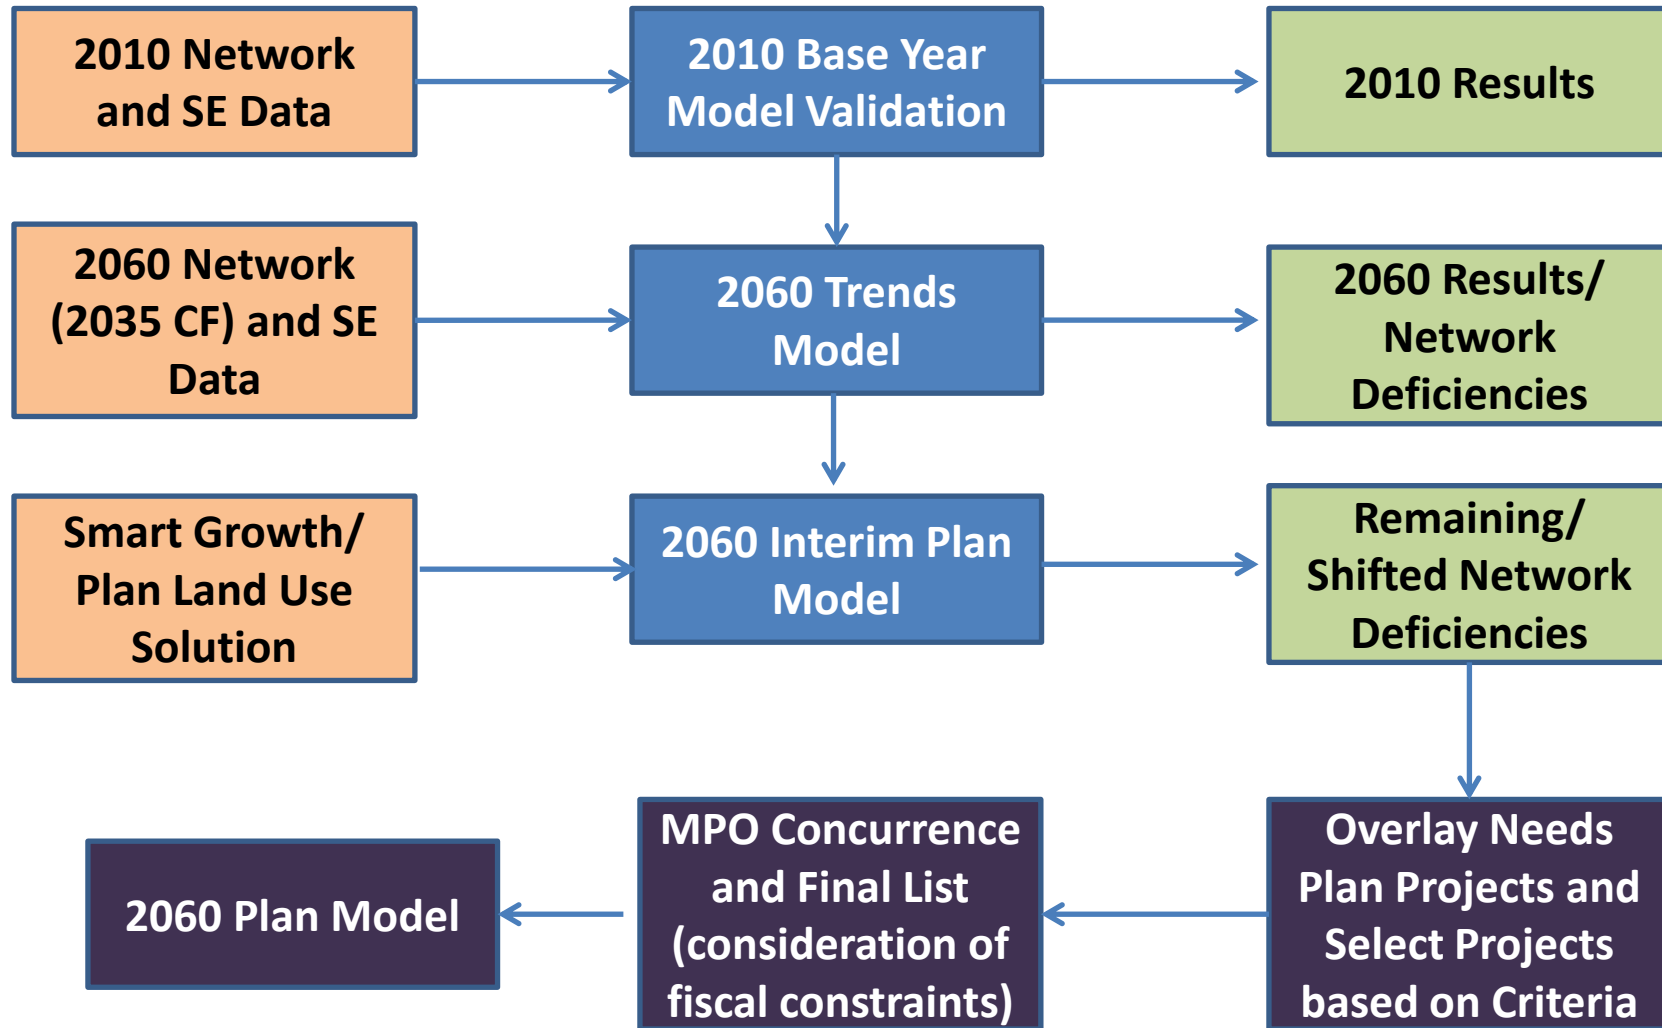 2010 Network
and SE Data
2010 Base Year
Model Validation
2010 Results
2060 Network
(2035 CF) and SE
Data
2060 Trends
Model
2060 Results/
Network
Deficiencies
Smart Growth/
Plan Land Use
Solution
2060 Interim Plan
Model
Remaining/
Shifted Network
Deficiencies
2060 Plan Model
MPO Concurrence
and Final List
(consideration of
fiscal constraints)
Overlay Needs
Plan Projects and
Select Projects
based on Criteria